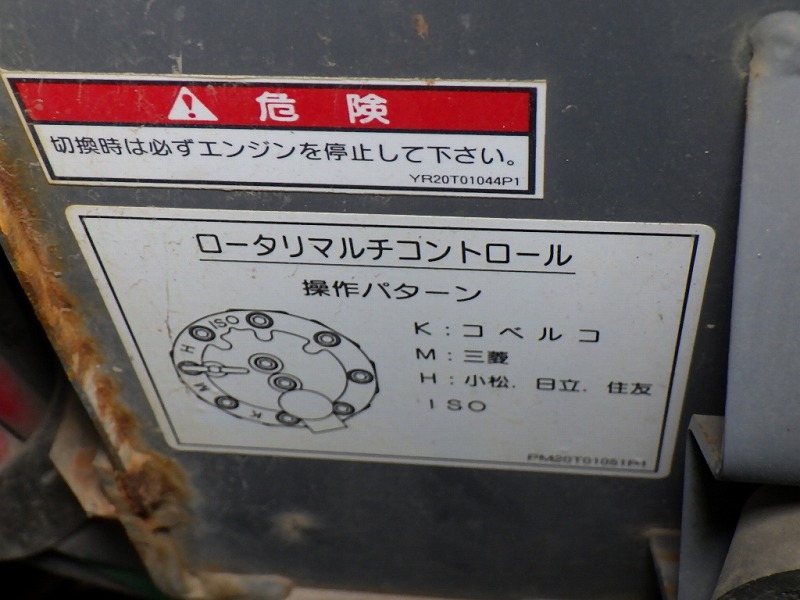 危険
切換時は必ずエンジンを停止して下さい。
YR20T01044P1
ロータリマルチコントロール
操作パターン
K：コベルコ
M：三菱
H：小松．日立．住友
ISO
ISO
H
M
K
PM20T01051P1